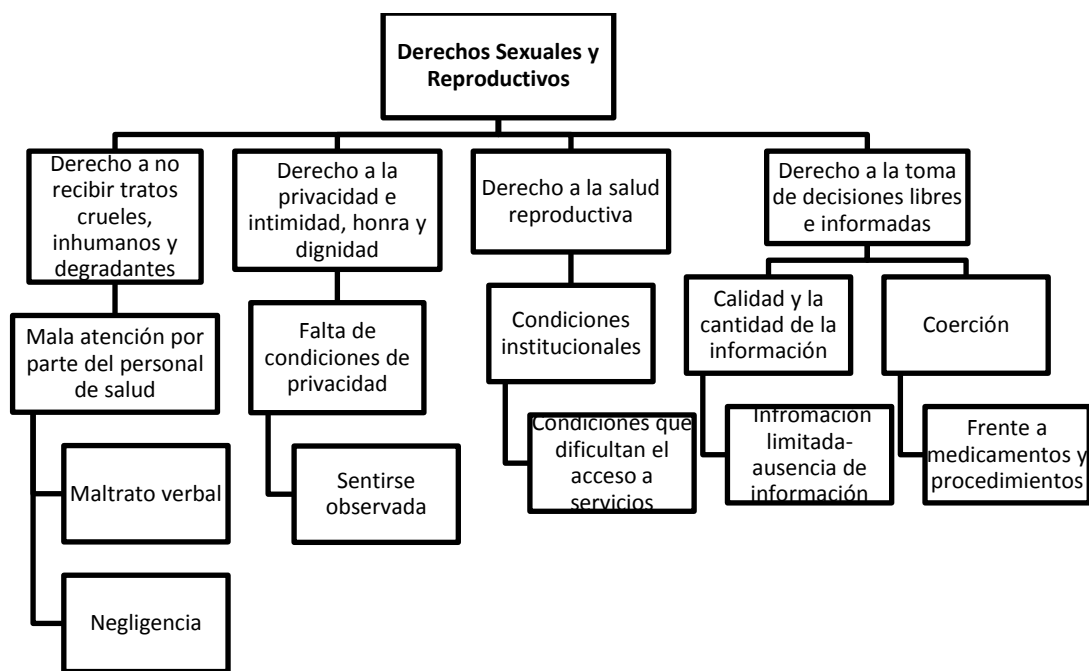 Derechos Sexuales y
Reproductivos
Derecho a no
recibir tratos
crueles,
inhumanos y
degradantes
Derecho a la
privacidad e
intimidad, honra y
dignidad
Derecho a la salud
reproductiva
Derecho a la toma
de decisiones libres
e informadas
Mala atención por
parte del personal
de salud
Falta de
condiciones de
privacidad
Condiciones
institucionales
Calidad y la
cantidad de la
información
Coerción
Maltrato verbal
Sentirse
observada
Condiciones que
dificultan el
acceso a
servicios
Infromación
limitada-
ausencia de
información
Frente a
medicamentos y
procedimientos
Negligencia